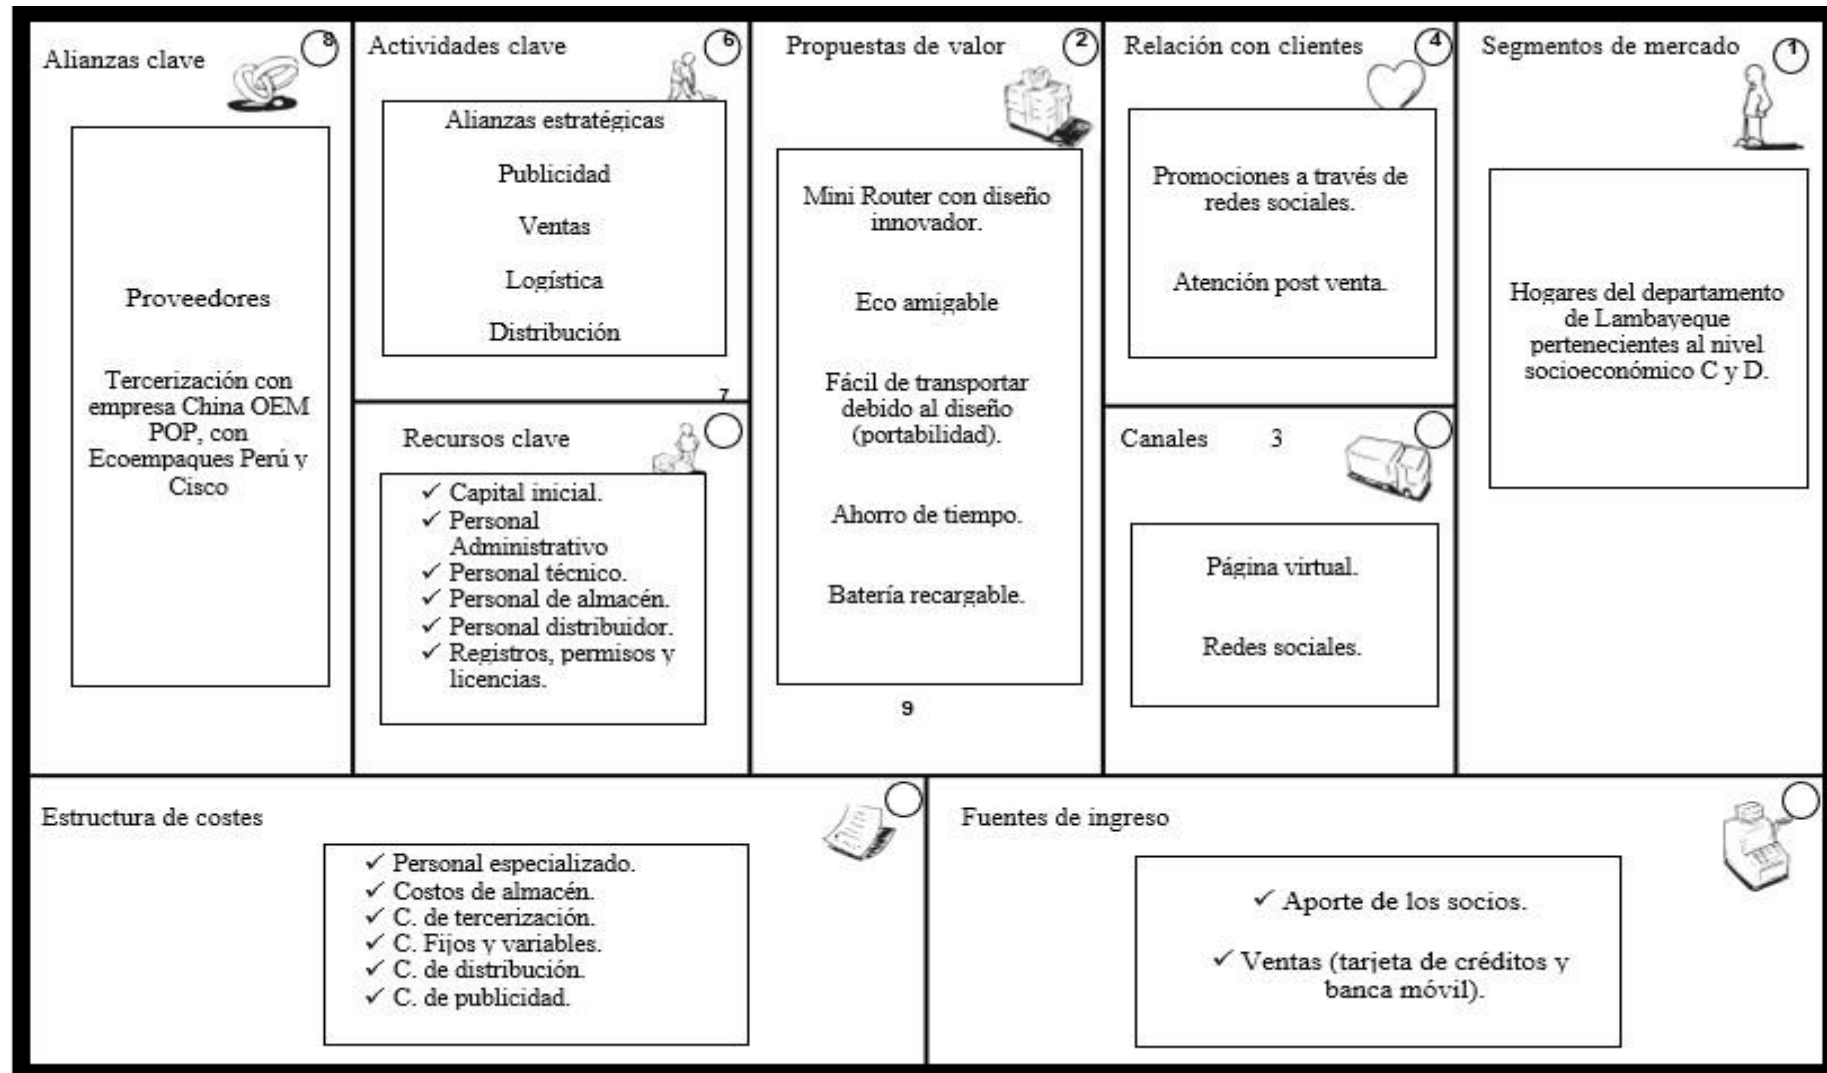 Alianzas clave
8
Proveedores
Tercerización con
empresa China OEM
POP, con
Ecoempaques Perú y
Cisco
Actividades clave
6
Alianzas estratégicas
Publicidad
Ventas
Logística
Distribución
7
Recursos clave
✓ Capital inicial.
✓ Personal
Administrativo
✓ Personal técnico.
✓ Personal de almacén.
✓ Personal distribuidor.
✓ Registros, permisos y
licencias.
Propuestas de valor
2
Mini Router con diseño
innovador.
Eco amigable
Fácil de transportar
debido al diseño
(portabilidad).
Ahorro de tiempo.
Batería recargable.
9
Relación con clientes
4
Promociones a través de
redes sociales.
Atención post venta.
Canales 3
Página virtual.
Redes sociales.
Segmentos de mercado
1
Hogares del departamento
de Lambayeque
pertenecientes al nivel
socioeconómico C y D.
Estructura de costes
✓ Personal especializado.
✓ Costos de almacén.
✓ C. de tercerización.
✓ C. Fijos y variables.
✓ C. de distribución.
✓ C. de publicidad.
Fuentes de ingreso
✓ Aporte de los socios.
✓ Ventas (tarjeta de créditos y
banca móvil).